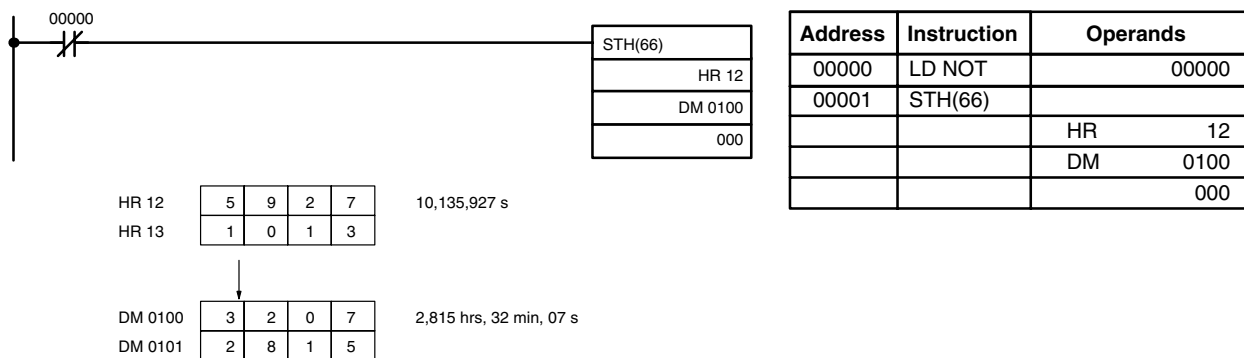 00000
STH(66)
HR 12
DM 0100
000
Address Instruction Operands
00000 LD NOT 00000
00001 STH(66)
HR 12
DM 0100
000
HR 12 5 9 2 7 10,135,927 s
HR 13 1 0 1 3
DM 0100 3 2 0 7 2,815 hrs, 32 min, 07 s
DM 0101 2 8 1 5